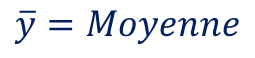 ȳ = Moyenne